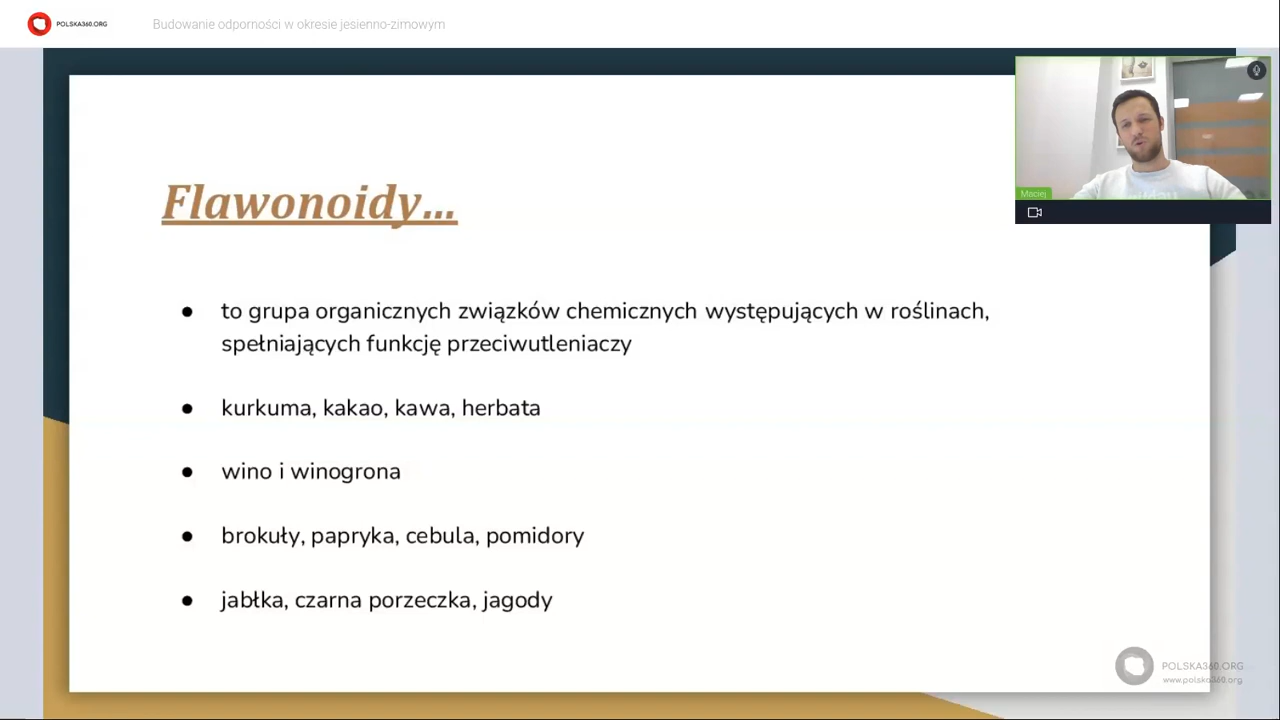 POLSKA360.ORG
Budowanie odporności w okresie jesienno-zimowym
Maciej
Flawonoidy...
● to grupa organicznych związków chemicznych występujących w roślinach,
spełniających funkcję przeciwutleniaczy
● kurkuma, kakao, kawa, herbata
● wino i winogrona
● brokuły, papryka, cebula, pomidory
● jabłka, czarna porzeczka, jagody
POLSKA360.ORG
www.polska360.org